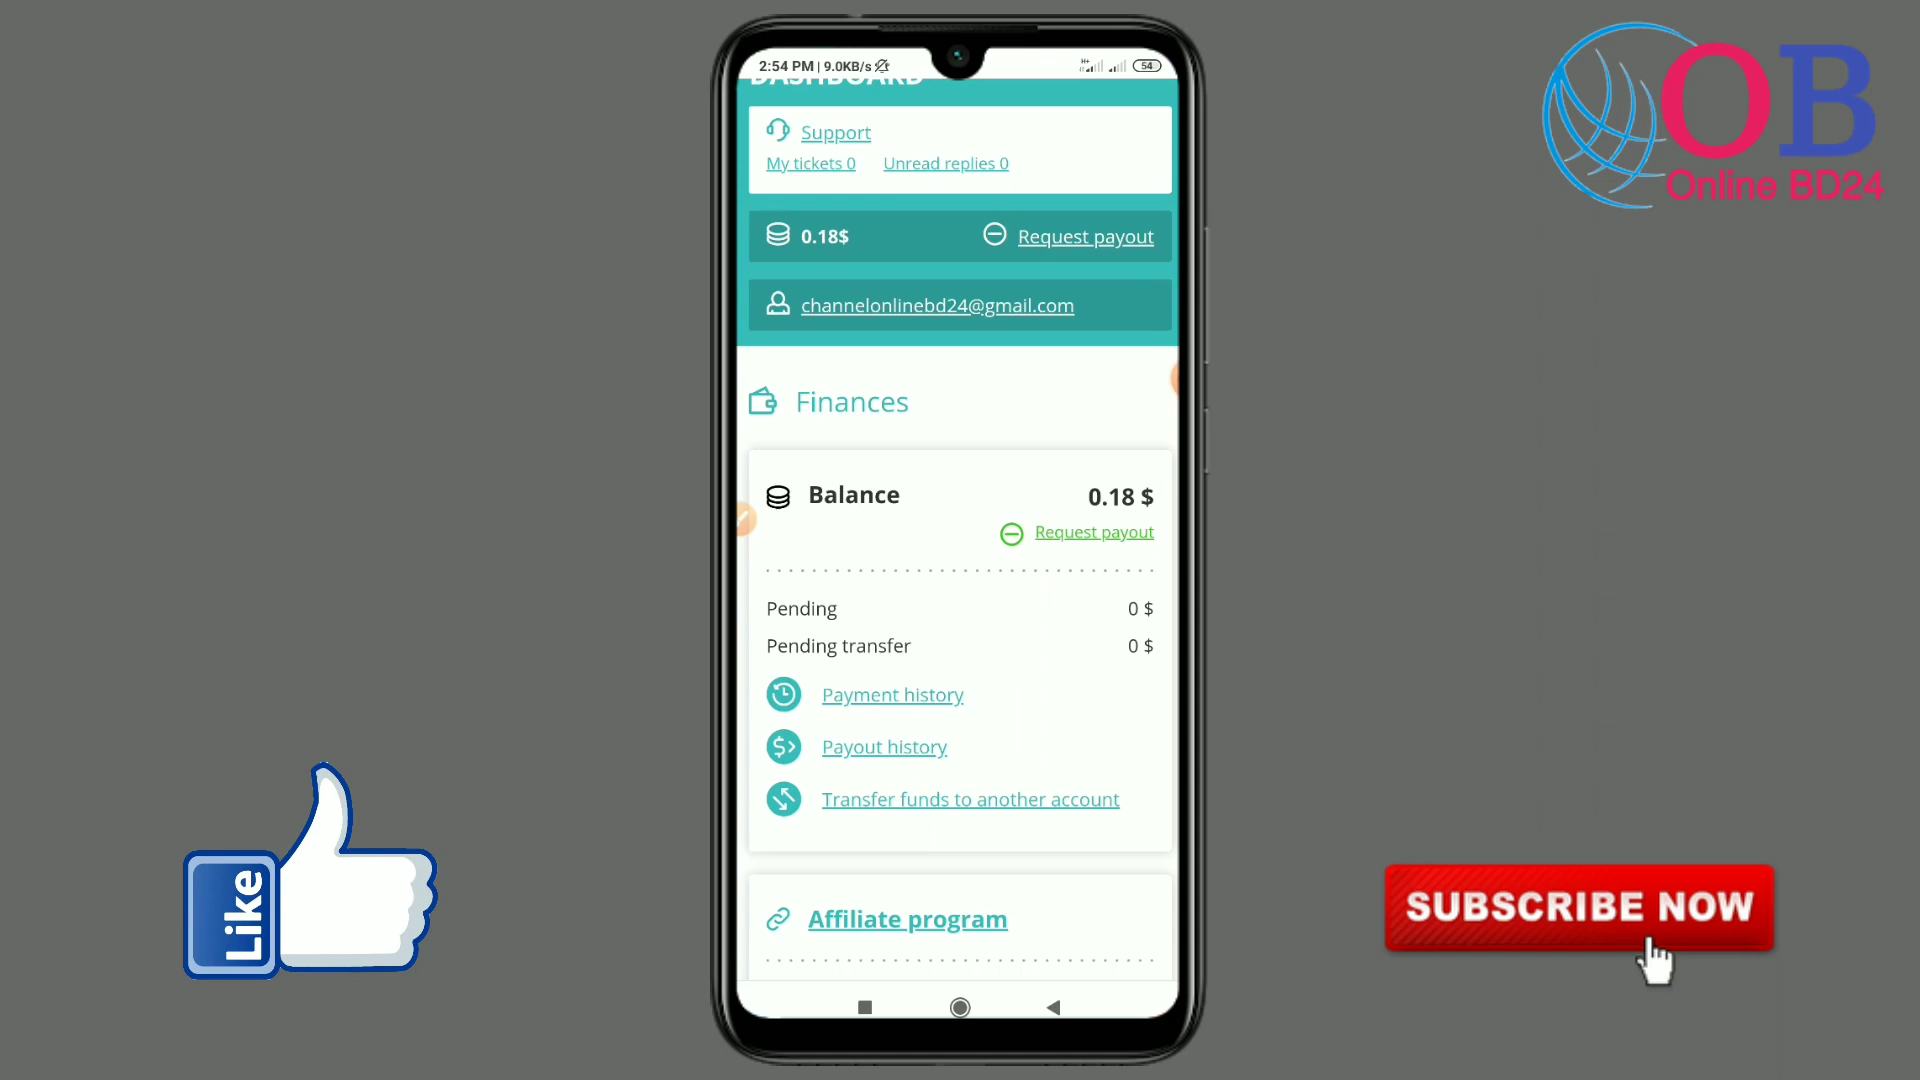 2:54 PM | 9.0KB/s
H+
54
DASHBOARD
Support
My tickets 0 Unread replies 0
0.18$ Request payout
channelonlinebd24@gmail.com
Finances
Balance 0.18 $
Request payout
Pending 0 $
Pending transfer 0 $
Payment history
Payout history
Transfer funds to another account
Affiliate program
OB
Online BD24
Like
SUBSCRIBE NOW